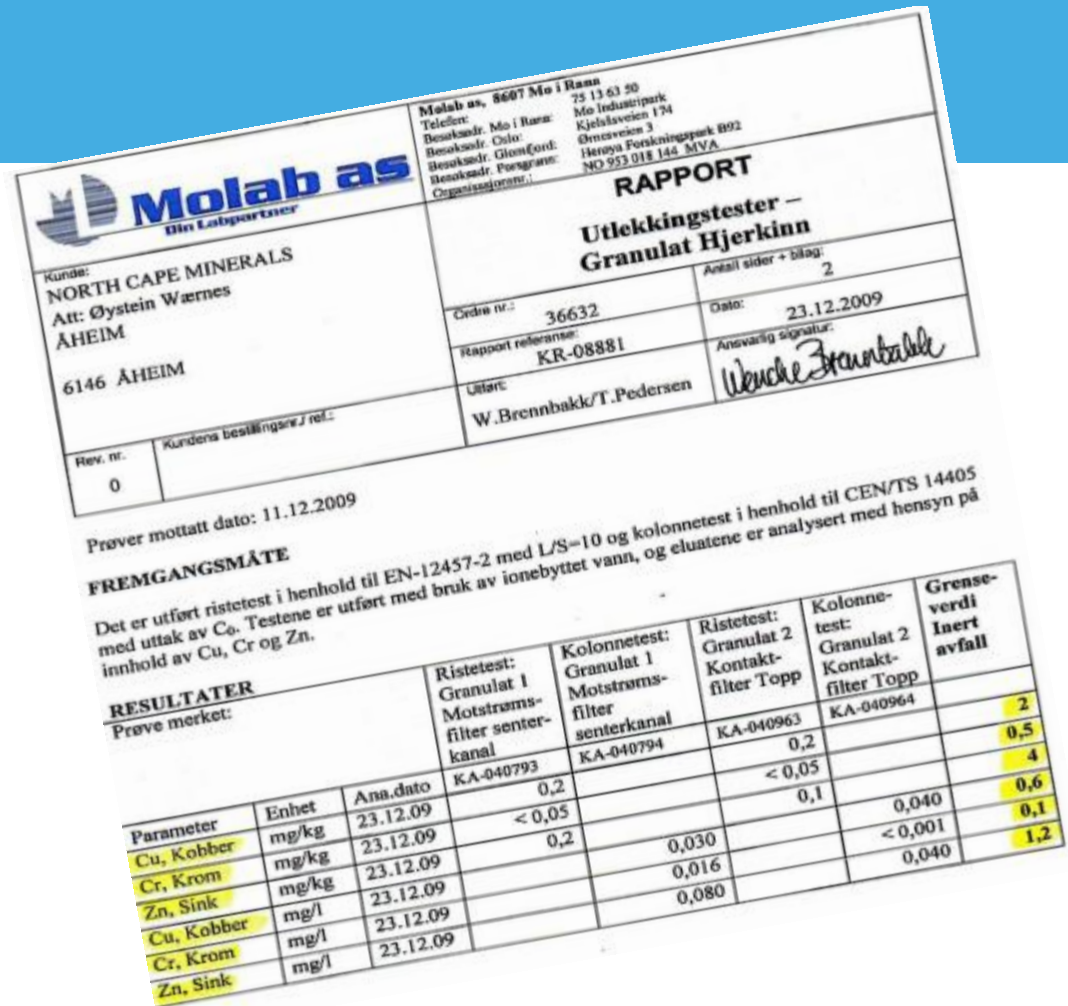 Molab as
Din Labpartner
Molab as, 8607 Mo i Rana
Telefon: 75 13 63 50
Besøksadr. Mo i Rana: Mo Industripark
Besøksadr. Oslo: Kjelsåsveien 174
Besøksadr. Glomfjord: Ørnesveien 3
Besøksadr. Porsgrunn: Herøya Forskningspark B92
Organisasjonsnr.: NO 953 018 144 MVA
Kunde:
NORTH CAPE MINERALS
Att: Øystein Wærnes
ÅHEIM
6146 ÅHEIM
RAPPORT
Utlekkingstester –
Granulat Hjerkinn
Ordre nr.:
36632
Antall sider + bilag:
2
Rapport referanse:
KR-08881
Dato:
23.12.2009
Rev. nr.
0
Kundens bestillingsnr./ ref.:
Utført:
W.Brennbakk/T.Pedersen
Ansvarlig signatur:
Wenche Brennbakk
Prøver mottatt dato: 11.12.2009
FREMGANGSMÅTE
Det er utført ristetest i henhold til EN-12457-2 med L/S=10 og kolonnetest i henhold til CEN/TS 14405
med uttak av C₀. Testene er utført med bruk av ionebyttet vann, og eluatene er analysert med hensyn på
innhold av Cu, Cr og Zn.
RESULTATER
Prøve merket:
Ristetest:
Granulat 1
Motstrøms-
filter senter-
kanal
Kolonnetest:
Granulat 1
Motstrøms-
filter
senterkanal
Ristetest:
Granulat 2
Kontakt-
filter Topp
Kolonne-
test:
Granulat 2
Kontakt-
filter Topp
Grense-
verdi
Inert
avfall
Parameter Enhet Ana.dato KA-040793 KA-040794 KA-040963 KA-040964
Cu, Kobber mg/kg 23.12.09 0,2 0,2 2
Cr, Krom mg/kg 23.12.09 < 0,05 < 0,05 0,5
Zn, Sink mg/kg 23.12.09 0,2 0,1 4
Cu, Kobber mg/l 23.12.09 0,030 0,040 0,6
Cr, Krom mg/l 23.12.09 0,016 < 0,001 0,1
Zn, Sink mg/l 23.12.09 0,080 0,040 1,2